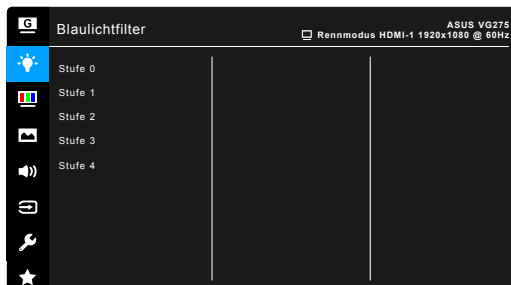 G
Blaulichtfilter
ASUS VG275
Rennmodus HDMI-1 1920x1080 @ 60Hz
Stufe 0
Stufe 1
Stufe 2
Stufe 3
Stufe 4